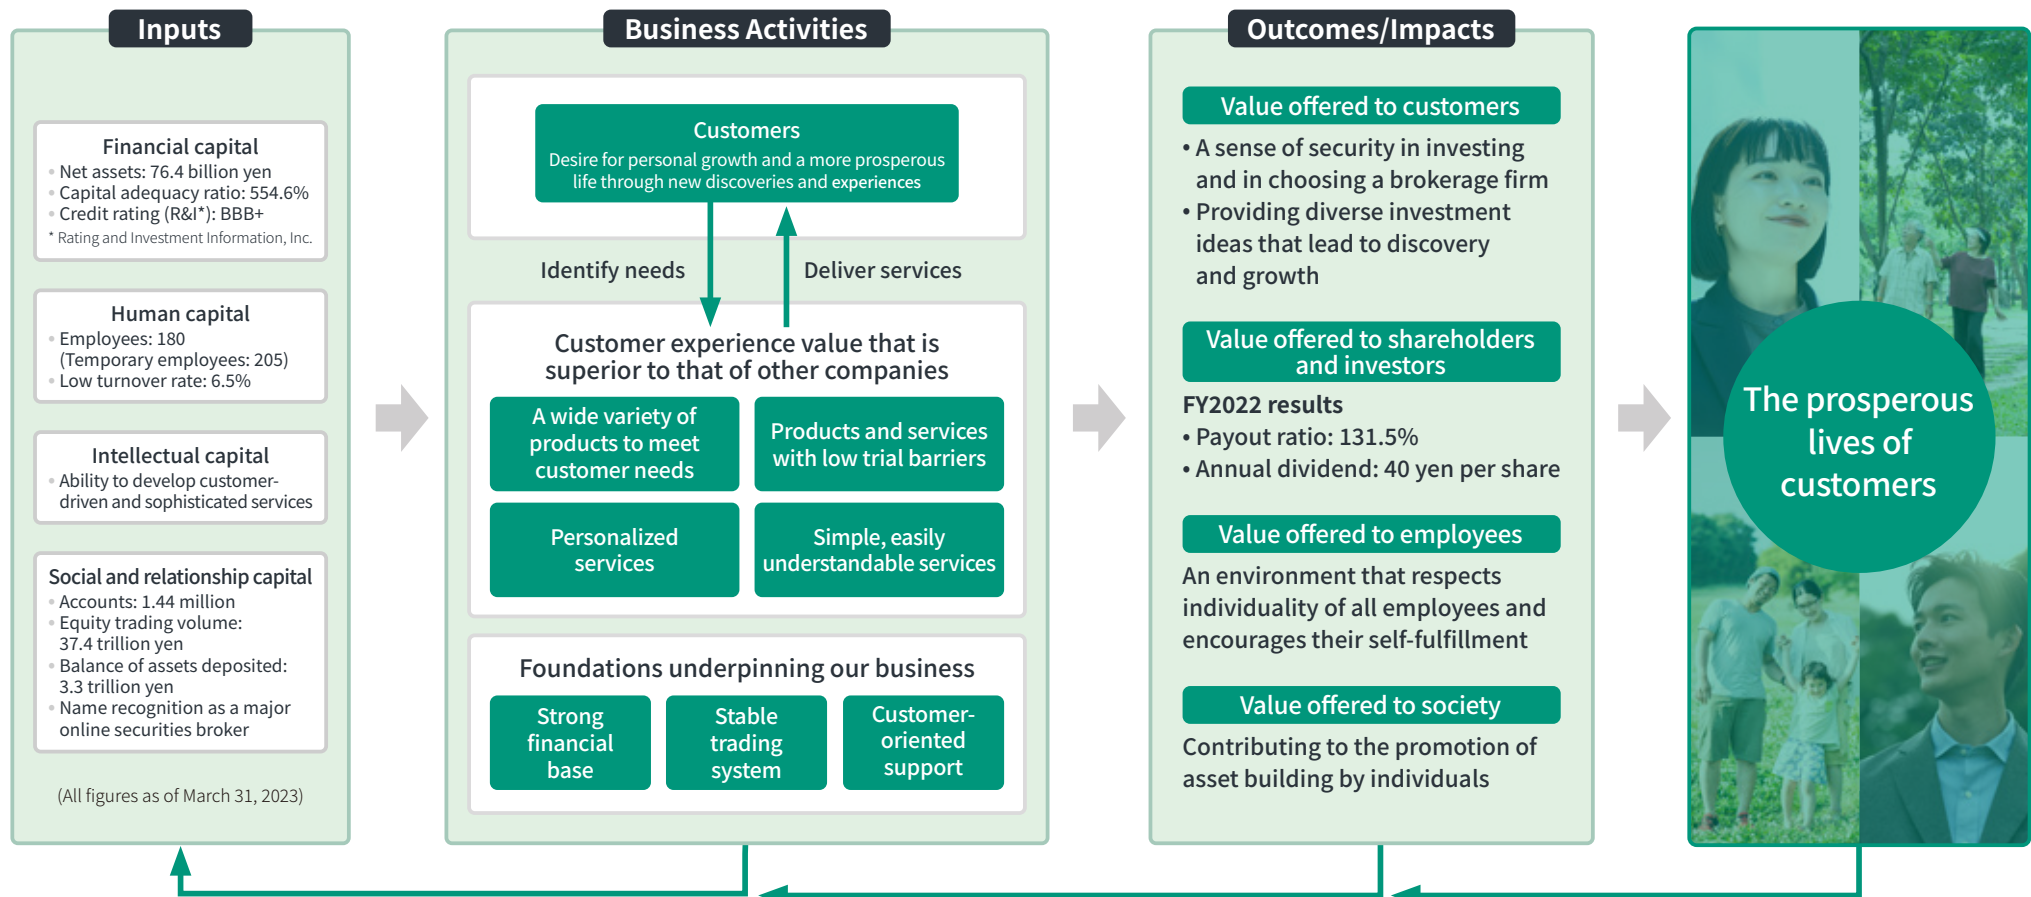 Inputs
Financial capital
• Net assets: 76.4 billion yen
• Capital adequacy ratio: 554.6%
• Credit rating (R&I*): BBB+
* Rating and Investment Information, Inc.
Human capital
• Employees: 180
(Temporary employees: 205)
• Low turnover rate: 6.5%
Intellectual capital
• Ability to develop customer-
driven and sophisticated services
Social and relationship capital
• Accounts: 1.44 million
• Equity trading volume:
37.4 trillion yen
• Balance of assets deposited:
3.3 trillion yen
• Name recognition as a major
online securities broker
(All figures as of March 31, 2023)
Business Activities
Customers
Desire for personal growth and a more prosperous
life through new discoveries and experiences
Identify needs
Deliver services
Customer experience value that is
superior to that of other companies
A wide variety of
products to meet
customer needs
Products and services
with low trial barriers
Personalized
services
Simple, easily
understandable services
Foundations underpinning our business
Strong
financial
base
Stable
trading
system
Customer-
oriented
support
Outcomes/Impacts
Value offered to customers
• A sense of security in investing
and in choosing a brokerage firm
• Providing diverse investment
ideas that lead to discovery
and growth
Value offered to shareholders
and investors
FY2022 results
• Payout ratio: 131.5%
• Annual dividend: 40 yen per share
Value offered to employees
An environment that respects
individuality of all employees and
encourages their self-fulfillment
Value offered to society
Contributing to the promotion of
asset building by individuals
The prosperous
lives of
customers